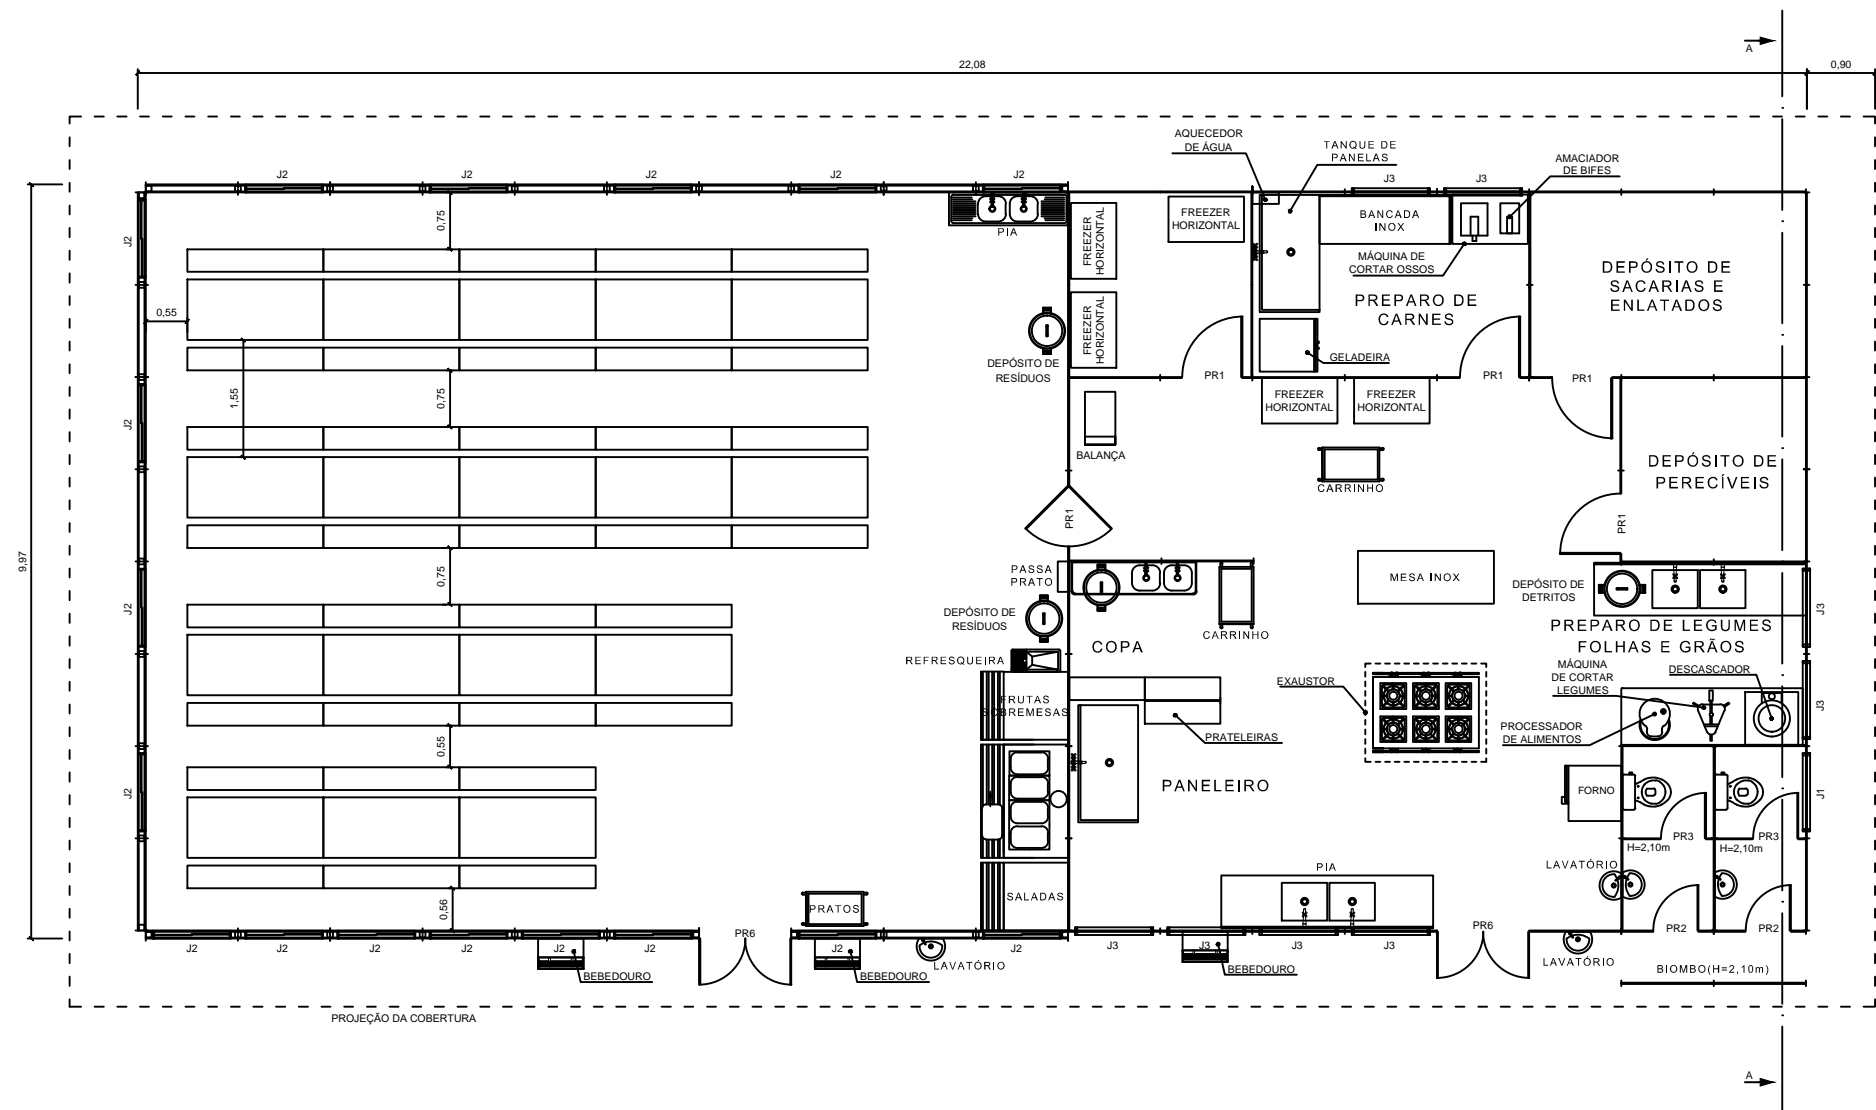 A
22,08
0,90
AQUECEDOR
DE ÁGUA
TANQUE DE
PANELAS
AMACIADOR
DE BIFES
J2
J2
J2
J2
J2
J3
J3
PIA
FREEZER
HORIZONTAL
FREEZER
HORIZONTAL
FREEZER
HORIZONTAL
BANCADA
INOX
MÁQUINA DE
CORTAR OSSOS
PREPARO DE
CARNES
DEPÓSITO DE
SACARIAS E
ENLATADOS
J2
0,75
0,55
DEPÓSITO DE
RESÍDUOS
GELADEIRA
PR1
PR1
PR1
1,55
0,75
J2
FREEZER
HORIZONTAL
FREEZER
HORIZONTAL
BALANÇA
CARRINHO
DEPÓSITO DE
PERECÍVEIS
PR1
PR1
9,97
0,75
J2
PASSA
PRATO
MESA INOX
DEPÓSITO DE
DETRITOS
DEPÓSITO DE
RESÍDUOS
CARRINHO
J3
COPA
PREPARO DE LEGUMES
FOLHAS E GRÃOS
REFRESQUEIRA
MÁQUINA
DE CORTAR
LEGUMES
DESCASCADOR
EXAUSTOR
FRUTAS
SOBREMESAS
J3
PROCESSADOR
DE ALIMENTOS
PRATELEIRAS
0,55
PANELEIRO
FORNO
J2
J1
PR3
H=2,10m
PR3
H=2,10m
LAVATÓRIO
PIA
SALADAS
PRATOS
0,56
PR6
PR6
PR2
PR2
J2
J2
J2
J2
J2
J2
J2
J2
J3
J3
J3
J3
BEBEDOURO
BEBEDOURO
LAVATÓRIO
BEBEDOURO
LAVATÓRIO
BIOMBO(H=2,10m)
PROJEÇÃO DA COBERTURA
A